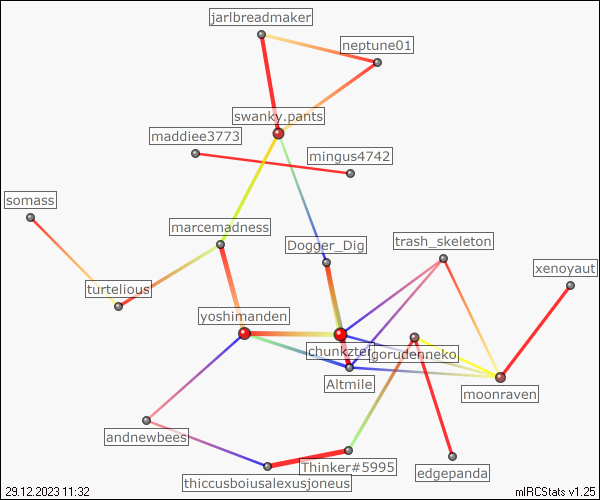 jarlbreadmaker
neptune01
swanky.pants
maddiee3773
mingus4742
somass
marcemadness
Dogger_Dig
trash_skeleton
xenoyaut
turtelious
yoshimanden
chunkzter
gorudenneko
Altmile
moonraven
andnewbees
Thinker#5995
edgepanda
thiccusboiusalexusjoneus
29.12.2023 11:32
mIRCStats v1.25